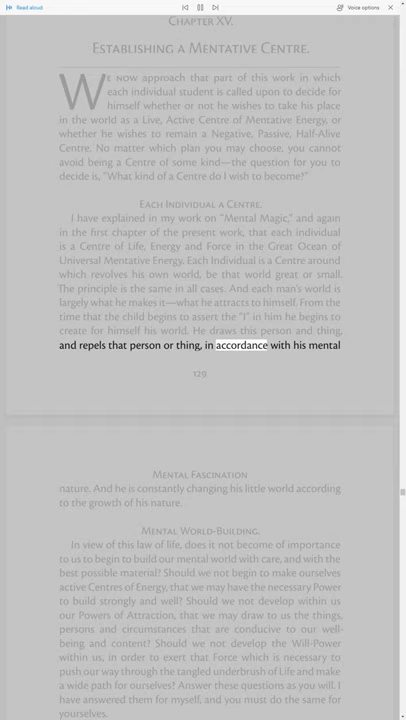 Read aloud
Voice options
CHAPTER XV.
ESTABLISHING A MENTATIVE CENTRE.
WE NOW approach that part of this work in which
each individual student is called upon to decide for
himself whether or not he wishes to take his place
in the world as a Live, Active Centre of Mentative Energy, or
whether he wishes to remain a Negative, Passive, Half-Alive
Centre. No matter which plan you may choose, you cannot
avoid being a Centre of some kind—the question for you to
decide is, “What kind of a Centre do I wish to become?”
EACH INDIVIDUAL A CENTRE.
I have explained in my work on “Mental Magic,” and again
in the first chapter of the present work, that each individual
is a Centre of Life, Energy and Force in the Great Ocean of
Universal Mentative Energy. Each Individual is a Centre around
which revolves his own world, be that world great or small.
The principle is the same in all cases. And each man’s world is
largely what he makes it—what he attracts to himself. From the
time that the child begins to assert the “I” in him he begins to
create for himself his world. He draws this person and thing,
and repels that person or thing, in accordance with his mental
129
MENTAL FASCINATION
nature. And he is constantly changing his little world according
to the growth of his nature.
MENTAL WORLD-BUILDING.
In view of this law of life, does it not become of importance
to us to begin to build our mental world with care, and with the
best possible material? Should we not begin to make ourselves
active Centres of Energy, that we may have the necessary Power
to build strongly and well? Should we not develop within us
our Powers of Attraction, that we may draw to us the things,
persons and circumstances that are conducive to our well-
being and content? Should we not develop the Will-Power
within us, in order to exert that Force which is necessary to
push our way through the tangled underbrush of Life and make
a wide path for ourselves? Answer these questions as you will. I
have answered them for myself, and you must do the same for
yourselves.